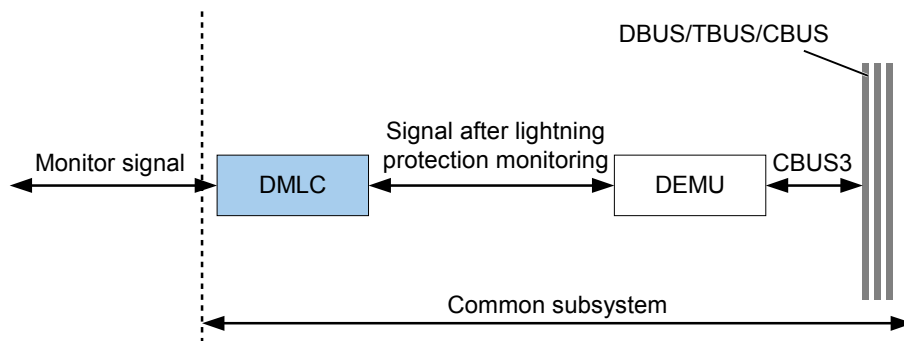 DBUS/TBUS/CBUS
Signal after lightning
protection monitoring
Monitor signal
CBUS3
DMLC
DEMU
Common subsystem